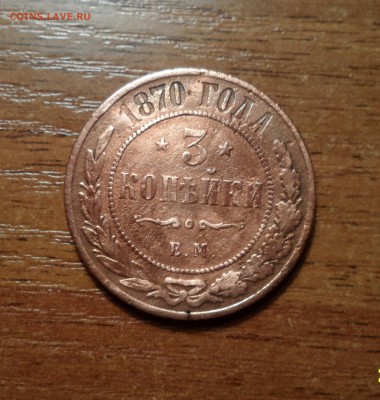 COINS.LAVE.RU
1870 ГОДА
★ 3 ★
КОПѢЙКИ
Е.М.